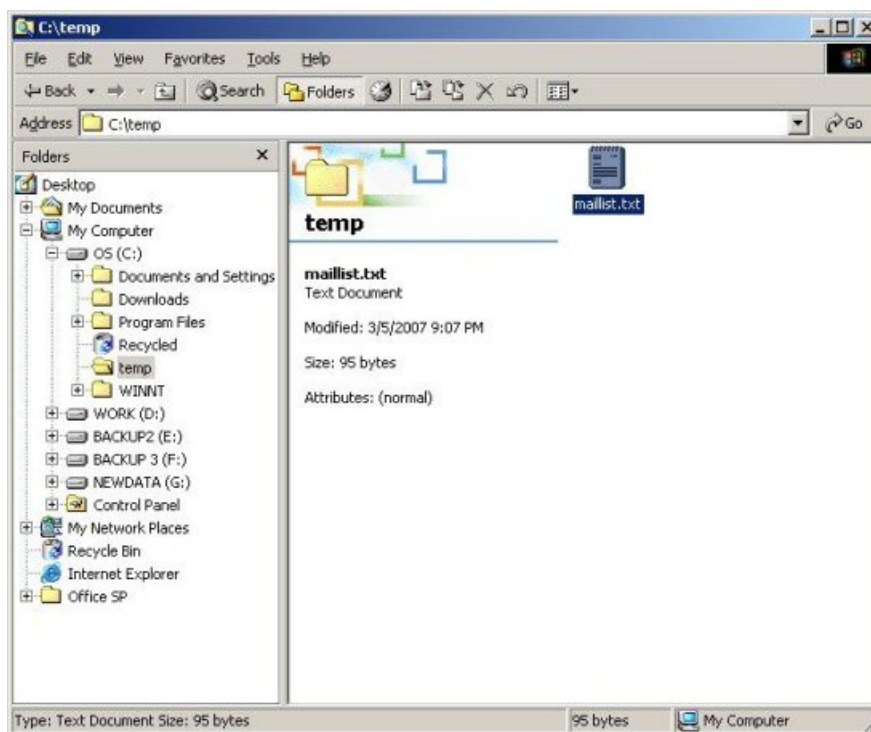 C:\temp
File Edit View Favorites Tools Help
Back Search Folders Go
Address C:\temp
Folders
Desktop
My Documents
My Computer
OS (C:)
Documents and Settings
Downloads
Program Files
Recycled
temp
WINNT
WORK (D:)
BACKUP2 (E:)
BACKUP 3 (F:)
NEWDATA (G:)
Control Panel
My Network Places
Recycle Bin
Internet Explorer
Office SP
temp
maillist.txt
Text Document
Modified: 3/5/2007 9:07 PM
Size: 95 bytes
Attributes: (normal)
maillist.txt
Type: Text Document Size: 95 bytes 95 bytes My Computer